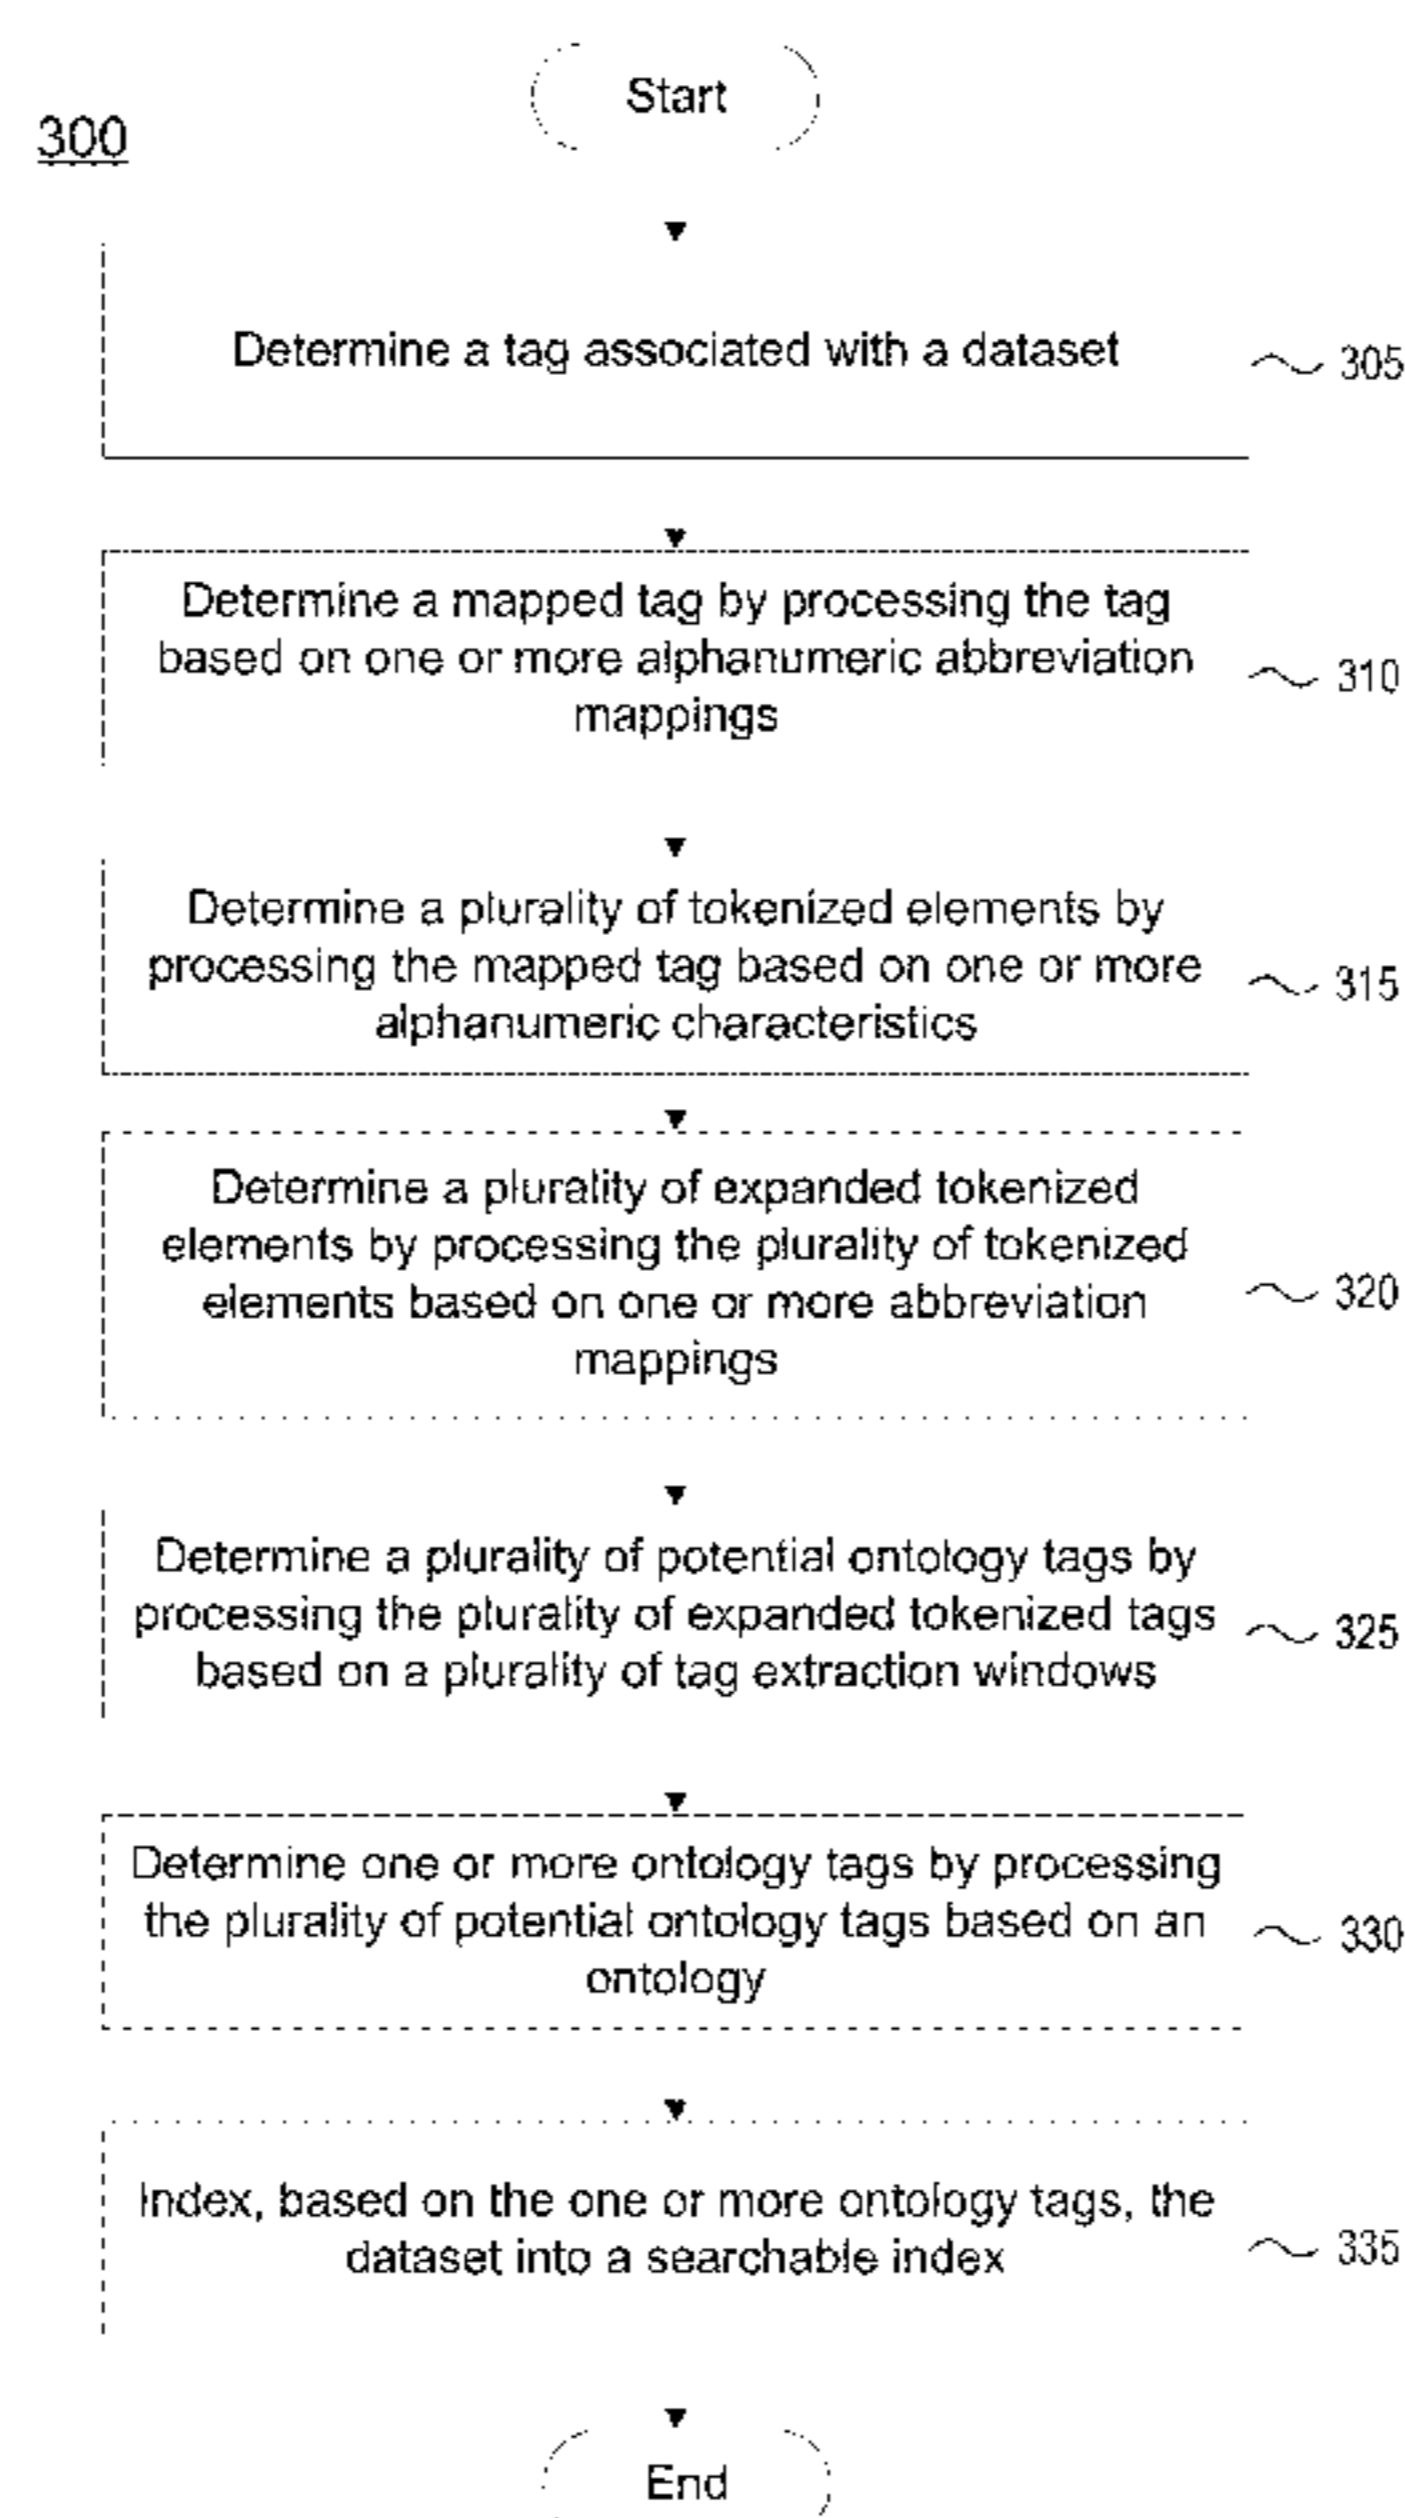 Start
300
Determine a tag associated with a dataset
305
Determine a mapped tag by processing the tag
based on one or more alphanumeric abbreviation
mappings
310
Determine a plurality of tokenized elements by
processing the mapped tag based on one or more
alphanumeric characteristics
315
Determine a plurality of expanded tokenized
elements by processing the plurality of tokenized
elements based on one or more abbreviation
mappings
320
Determine a plurality of potential ontology tags by
processing the plurality of expanded tokenized tags
based on a plurality of tag extraction windows
325
Determine one or more ontology tags by processing
the plurality of potential ontology tags based on an
ontology
330
Index, based on the one or more ontology tags, the
dataset into a searchable index
335
End